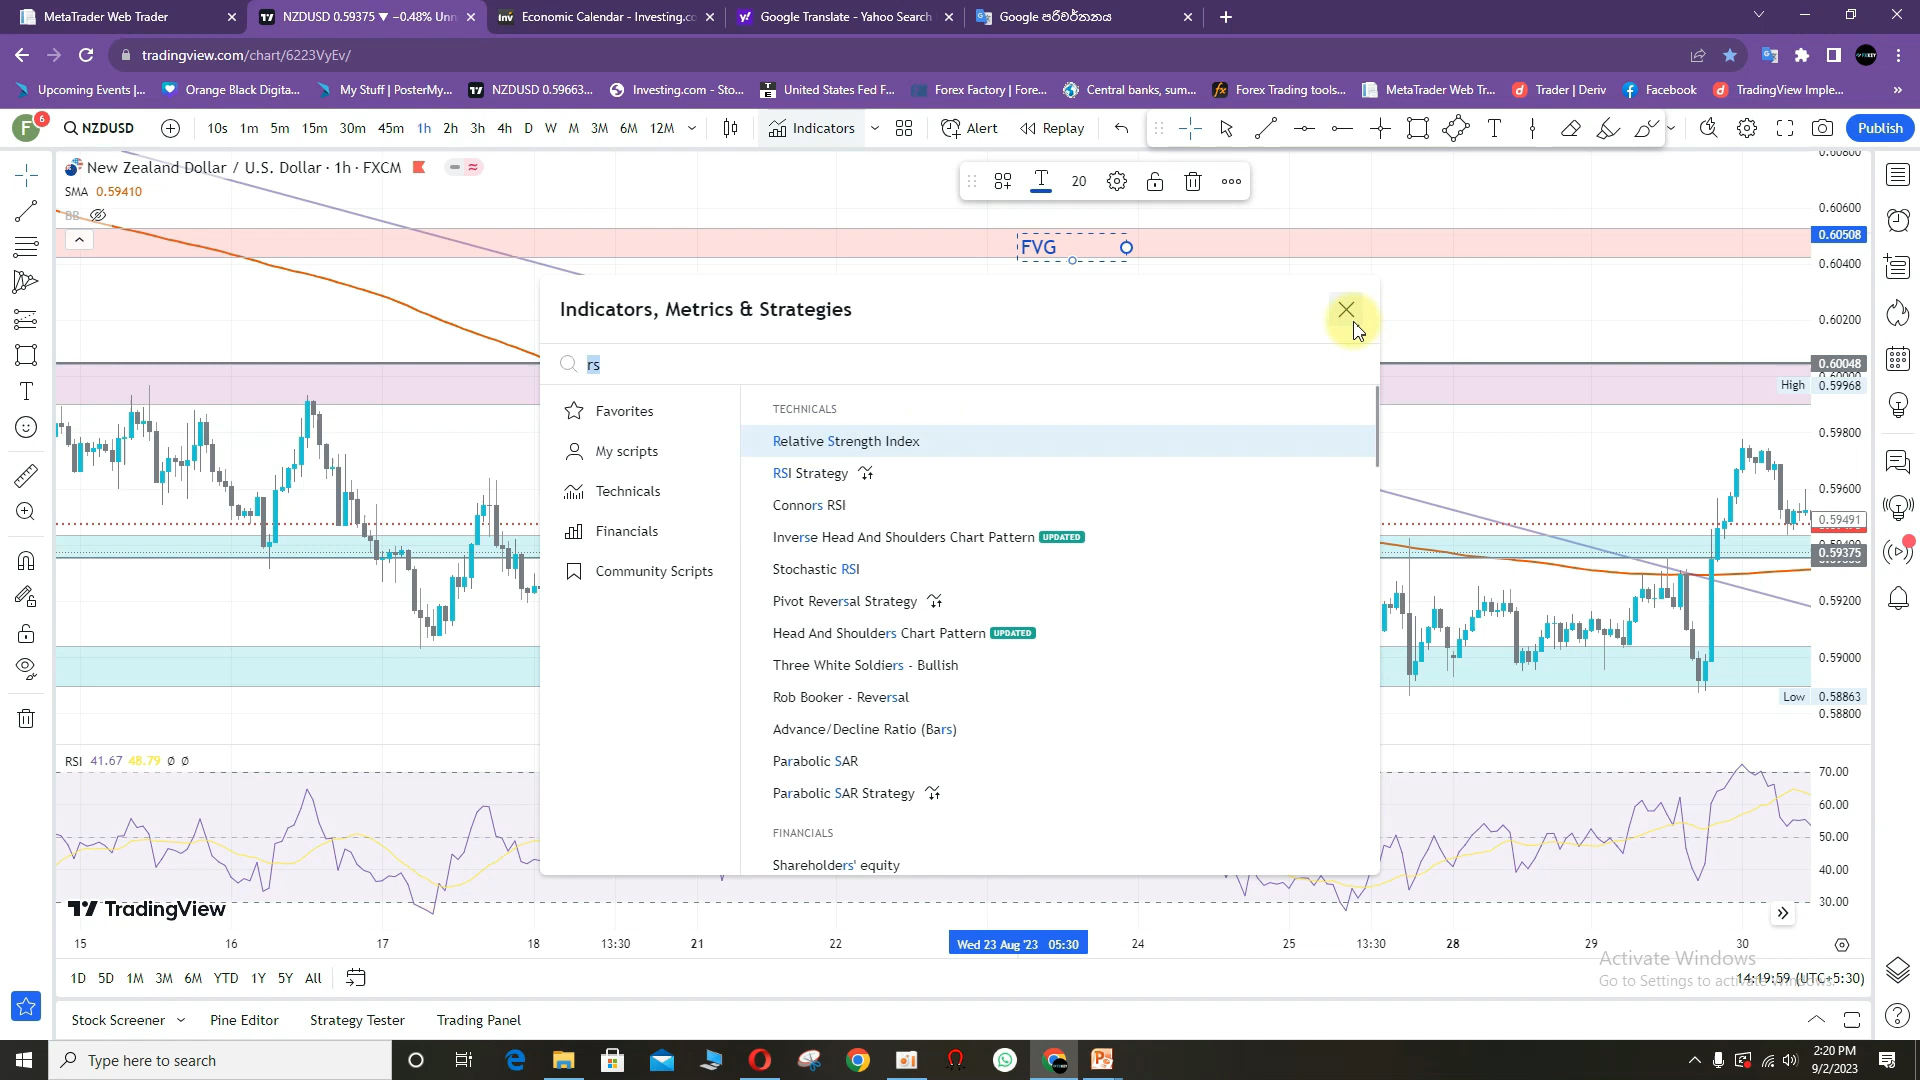 MetaTrader Web Trader
NZDUSD 0.59375 ▼ −0.48% Unn
Economic Calendar - Investing.co
Google Translate - Yahoo Search
Google පරිවර්තනය
tradingview.com/chart/6223VyEv/
Upcoming Events |...
Orange Black Digita...
My Stuff | PosterMy...
NZDUSD 0.59663...
Investing.com - Sto...
United States Fed F...
Forex Factory | Fore...
Central banks, sum...
Forex Trading tools...
MetaTrader Web Tr...
Trader | Deriv
Facebook
TradingView Imple...
F 6
NZDUSD
10s 1m 5m 15m 30m 45m 1h 2h 3h 4h D W M 3M 6M 12M
Indicators
Alert
Replay
Publish
New Zealand Dollar / U.S. Dollar · 1h · FXCM
SMA 0.59410
BB
20
FVG
Indicators, Metrics & Strategies
rs
Favorites
My scripts
Technicals
Financials
Community Scripts
TECHNICALS
Relative Strength Index
RSI Strategy
Connors RSI
Inverse Head And Shoulders Chart Pattern UPDATED
Stochastic RSI
Pivot Reversal Strategy
Head And Shoulders Chart Pattern UPDATED
Three White Soldiers - Bullish
Rob Booker - Reversal
Advance/Decline Ratio (Bars)
Parabolic SAR
Parabolic SAR Strategy
FINANCIALS
Shareholders' equity
0.60800
0.60600
0.60508
0.60400
0.60200
0.60048
High 0.59968
0.59800
0.59600
0.59491
0.59375
0.59200
0.59000
Low 0.58863
0.58800
RSI 41.67 48.79 Ø Ø
70.00
60.00
50.00
40.00
30.00
TradingView
15 16 17 18 13:30 21 22 Wed 23 Aug '23 05:30 24 25 13:30 28 29 30
1D 5D 1M 3M 6M YTD 1Y 5Y All
14:19:59 (UTC+5:30)
Activate Windows
Go to Settings to activate Windows.
Stock Screener
Pine Editor
Strategy Tester
Trading Panel
Type here to search
2:20 PM
9/2/2023